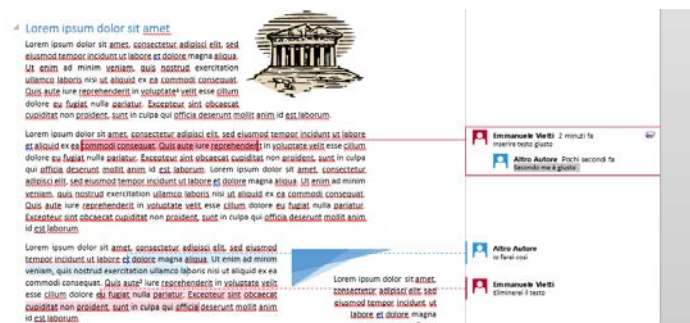 Lorem ipsum dolor sit amet
Lorem ipsum dolor sit amet, consectetur adipisci elit, sed
eiusmod tempor incidunt ut labore et dolore magna aliqua.
Ut enim ad minim veniam, quis nostrud exercitation
ullamco laboris nisi ut aliquid ex ea commodi consequat.
Quis aute iure reprehenderit in voluptate velit esse cillum
dolore eu fugiat nulla pariatur. Excepteur sint obcaecat
cupiditat non proident, sunt in culpa qui officia deserunt mollit anim id est laborum.
Lorem ipsum dolor sit amet, consectetur adipisci elit, sed eiusmod tempor incidunt ut labore
et aliquid ex ea commodi consequat. Quis aute iure reprehenderit in voluptate velit esse cillum
dolore eu fugiat nulla pariatur. Excepteur sint obcaecat cupiditat non proident, sunt in culpa
qui officia deserunt mollit anim id est laborum. Lorem ipsum dolor sit amet, consectetur
adipisci elit, sed eiusmod tempor incidunt ut labore et dolore magna aliqua. Ut enim ad minim
veniam, quis nostrud exercitation ullamco laboris nisi ut aliquid ex ea commodi consequat.
Quis aute iure reprehenderit in voluptate velit esse cillum dolore eu fugiat nulla pariatur.
Excepteur sint obcaecat cupiditat non proident, sunt in culpa qui officia deserunt mollit anim
id est laborum.
Emmanuele Vietti 2 minuti fa
inserire testo giusto
Altro Autore Pochi secondi fa
Secondo me è giusto
Lorem ipsum dolor sit amet, consectetur adipisci elit, sed eiusmod
tempor incidunt ut labore et dolore magna aliqua. Ut enim ad minim
veniam, quis nostrud exercitation ullamco laboris nisi ut aliquid ex ea
commodi consequat. Quis aute iure reprehenderit in voluptate velit
esse cillum dolore eu fugiat nulla pariatur. Excepteur sint obcaecat
cupiditat non proident, sunt in culpa qui officia deserunt mollit anim
id est laborum.
Lorem ipsum dolor sit amet,
consectetur adipisci elit, sed
eiusmod tempor incidunt ut
labore et dolore magna
Altro Autore
io farei così
Emmanuele Vietti
Eliminerei il testo